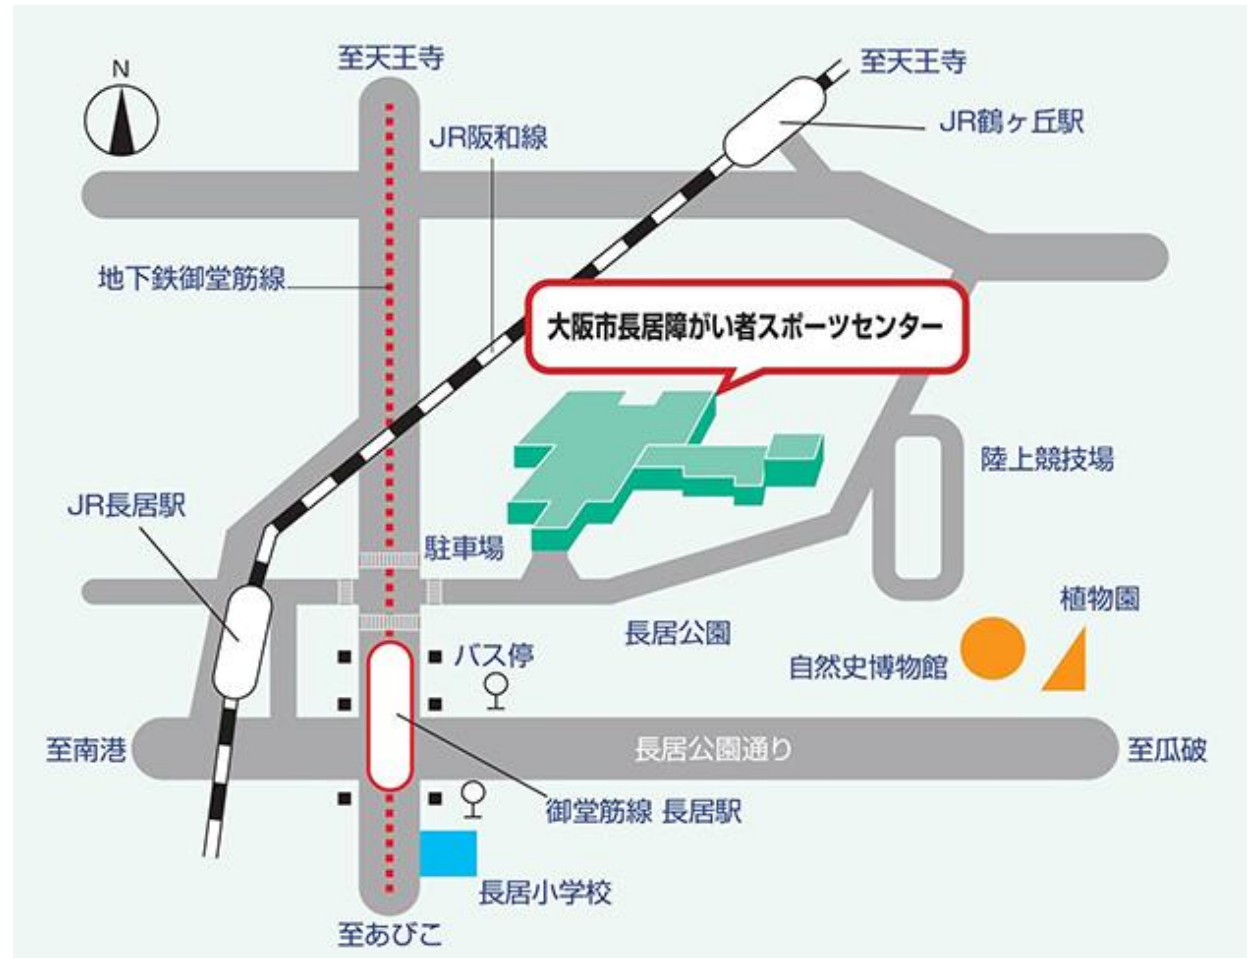 至天王寺
至天王寺
N
JR鶴ヶ丘駅
JR阪和線
地下鉄御堂筋線
大阪市長居障がい者スポーツセンター
陸上競技場
JR長居駅
駐車場
植物園
長居公園
バス停
自然史博物館
至南港
長居公園通り
至瓜破
御堂筋線 長居駅
長居小学校
至あびこ